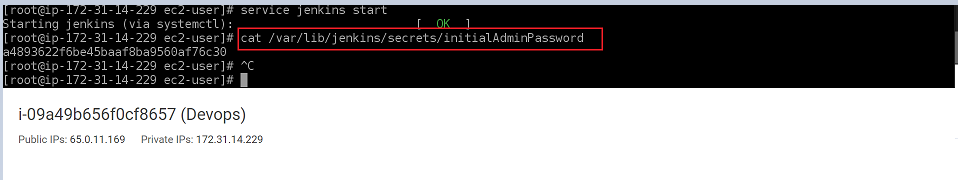 [root@ip-172-31-14-229 ec2-user]# service jenkins start
Starting jenkins (via systemctl):                          [  OK  ]
[root@ip-172-31-14-229 ec2-user]# cat /var/lib/jenkins/secrets/initialAdminPassword
a4893622f6be45baaf8ba9560af76c30
[root@ip-172-31-14-229 ec2-user]# ^C
[root@ip-172-31-14-229 ec2-user]#
i-09a49b656f0cf8657 (Devops)
Public IPs: 65.0.11.169    Private IPs: 172.31.14.229